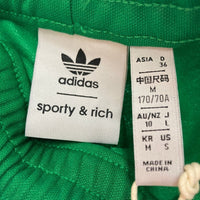 adidas
sporty & rich
ASIA D
36
中国尺码
M
170/70A
AU/NZ J
10 L
KR US
M S
MADE IN
CHINA